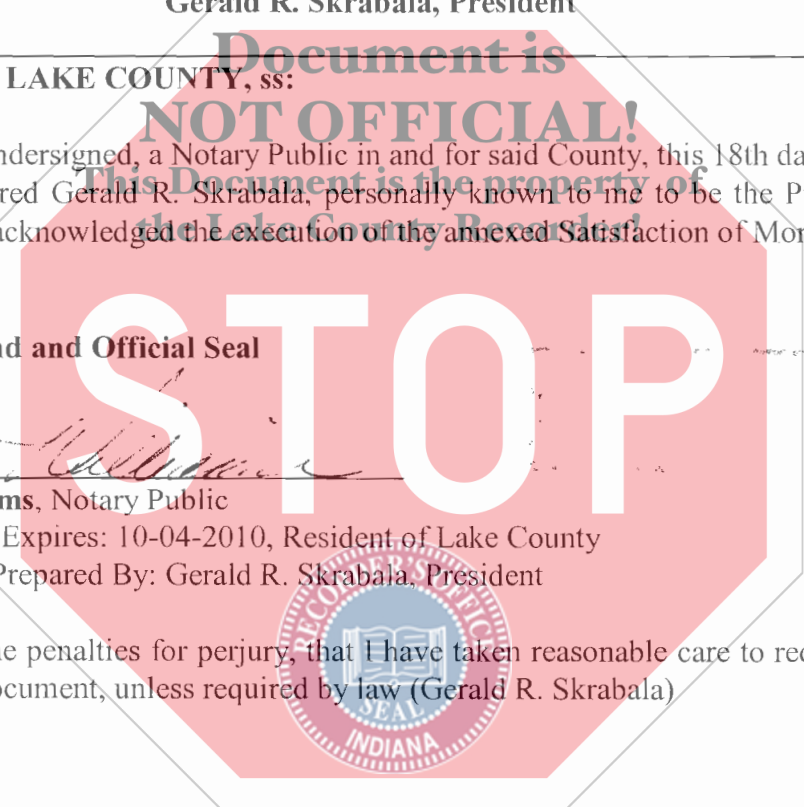 Gerald R. Skrabala, President
Document is
LAKE COUNTY, ss:
NOT OFFICIAL!
ndersigned, a Notary Public in and for said County, this 18th da
This Document is the property of
red Gerald R. Skrabala, personally known to me to be the P
the Lake County Recorder!
acknowledged the execution of the annexed Satisfaction of Mor
STOP
nd and Official Seal
ms, Notary Public
Expires: 10-04-2010, Resident of Lake County
Prepared By: Gerald R. Skrabala, President
RECORDER'S OFFICE
ne penalties for perjury, that I have taken reasonable care to rec
ocument, unless required by law (Gerald R. Skrabala)
SEAL
INDIANA